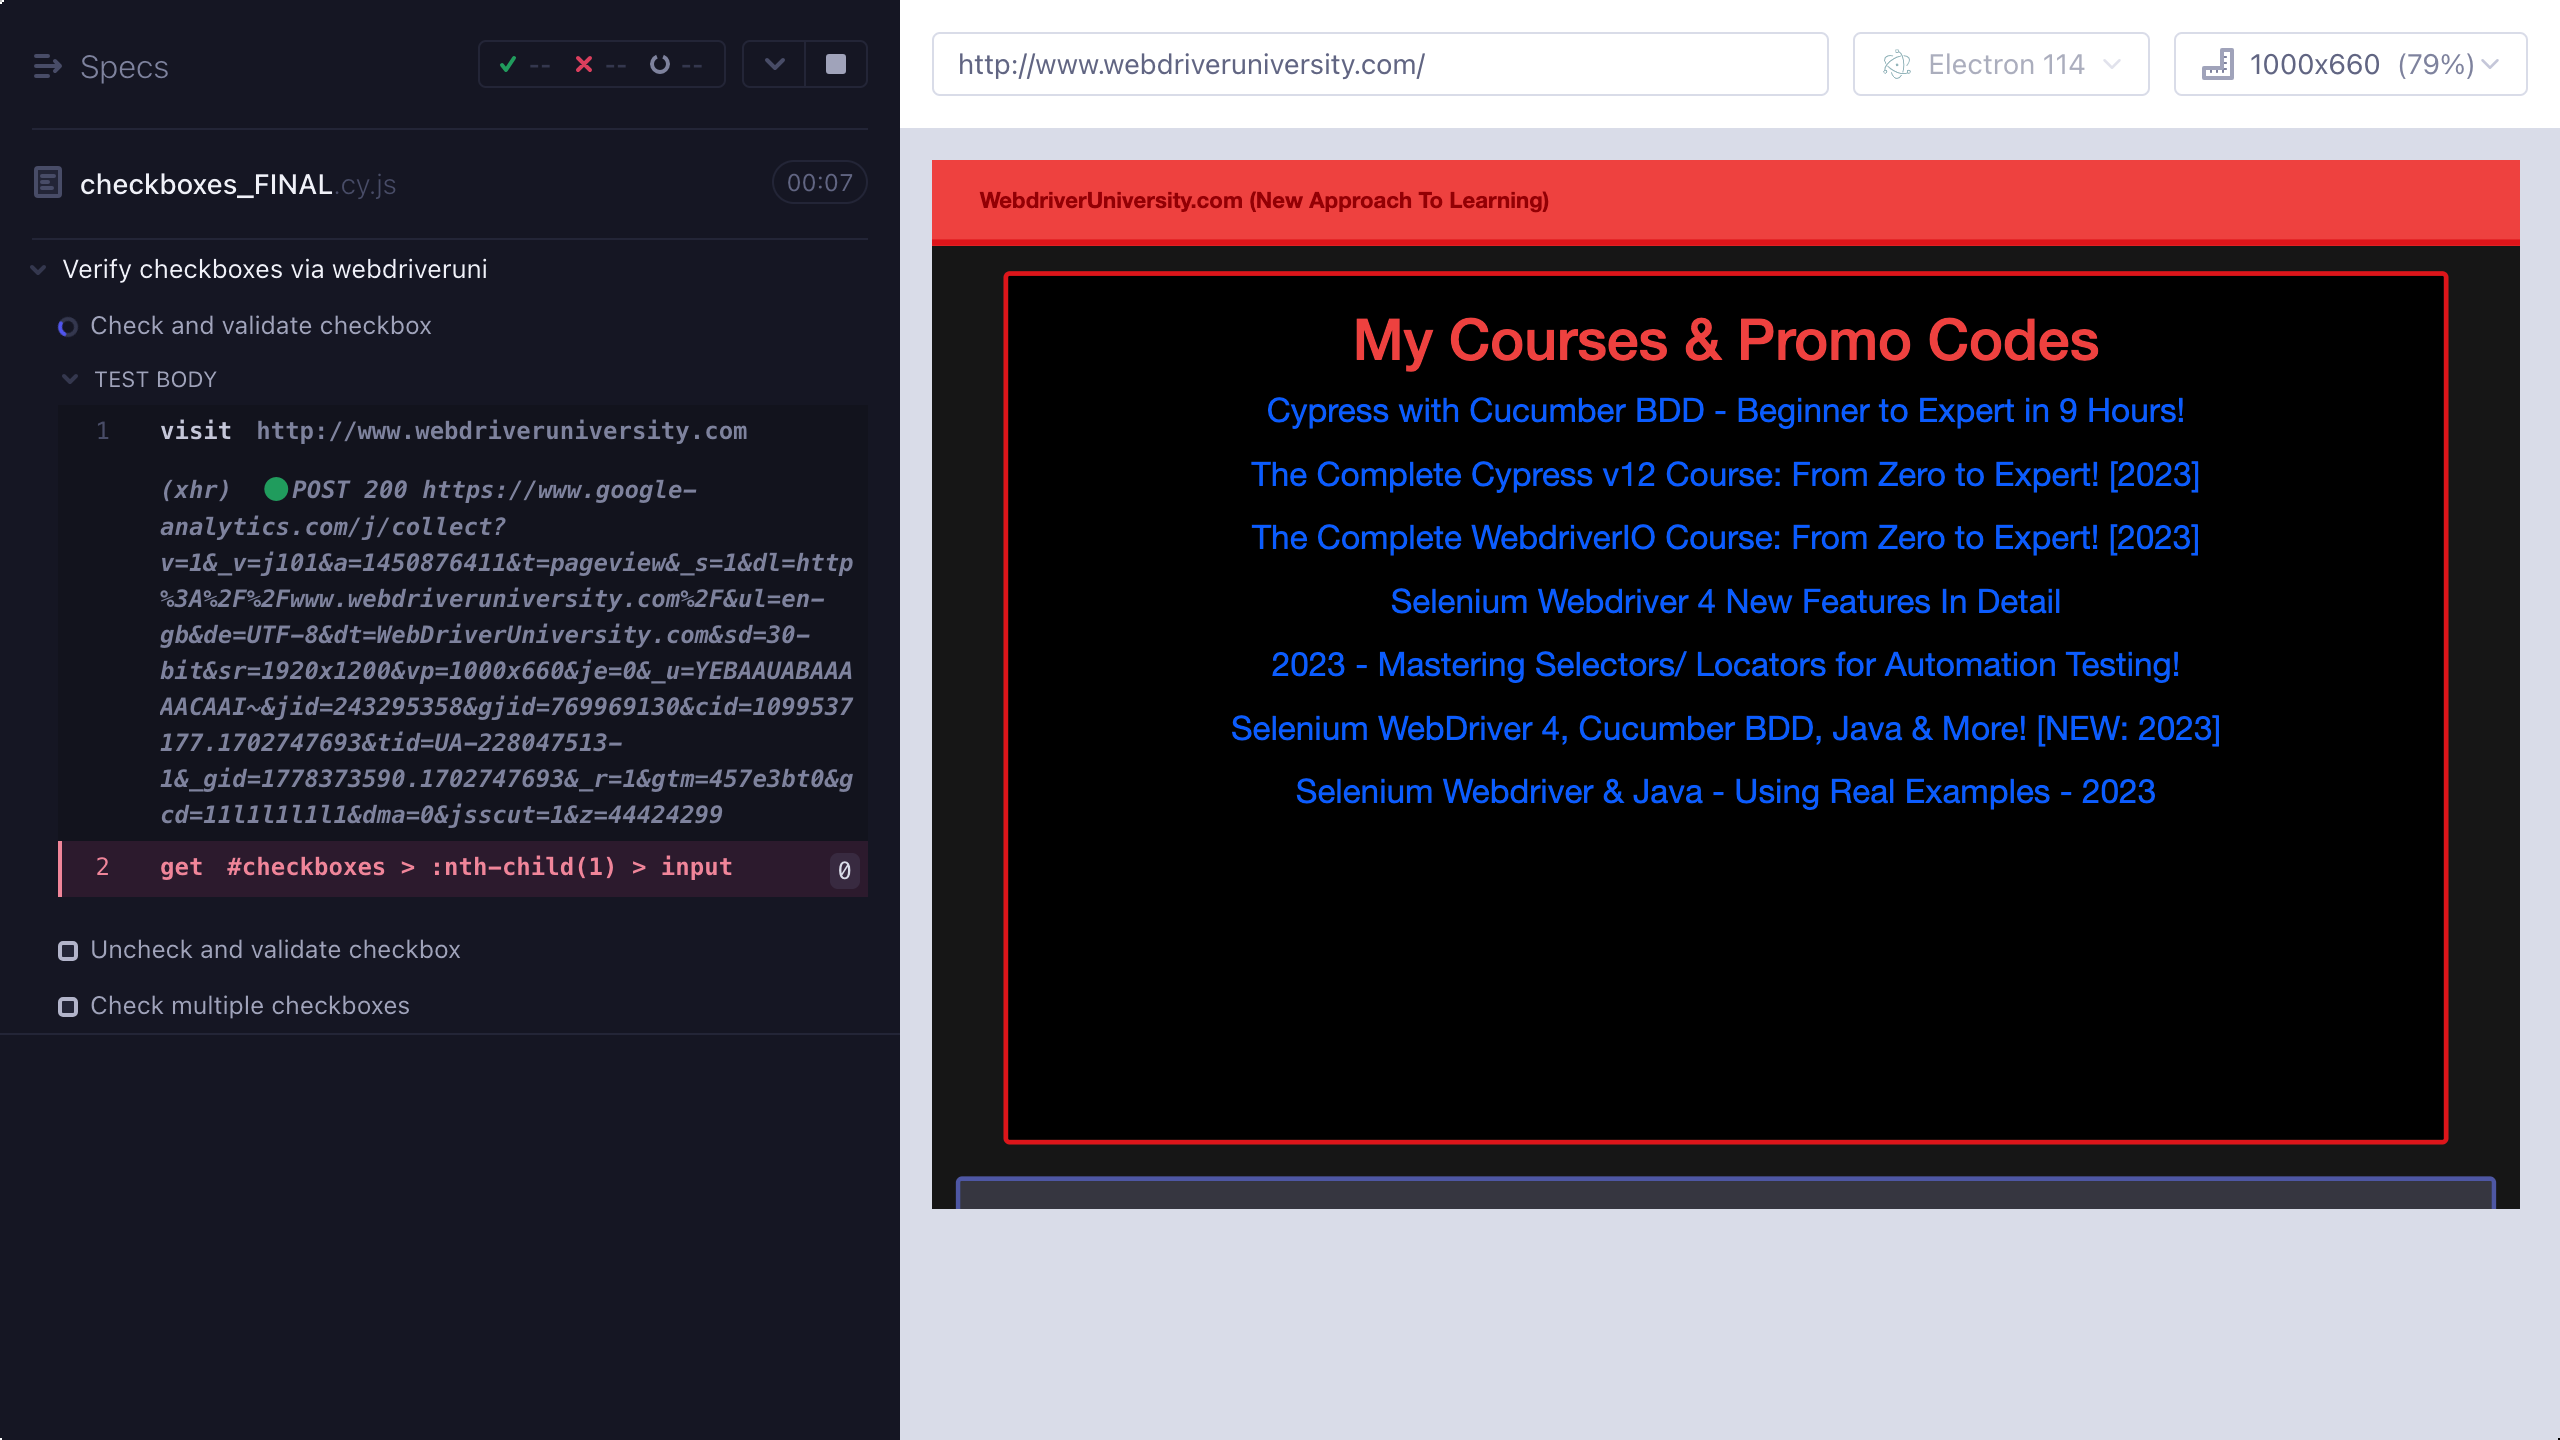 Specs
-- -- --
checkboxes_FINAL.cy.js
00:07
Verify checkboxes via webdriveruni
Check and validate checkbox
TEST BODY
1 visit http://www.webdriveruniversity.com
(xhr) POST 200 https://www.google-
analytics.com/j/collect?
v=1&_v=j101&a=1450876411&t=pageview&_s=1&dl=http
%3A%2F%2Fwww.webdriveruniversity.com%2F&ul=en-
gb&de=UTF-8&dt=WebDriverUniversity.com&sd=30-
bit&sr=1920x1200&vp=1000x660&je=0&_u=YEBAAUABAAA
AACAAI~&jid=243295358&gjid=769969130&cid=1099537
177.1702747693&tid=UA-228047513-
1&_gid=1778373590.1702747693&_r=1&gtm=457e3bt0&g
cd=11l1l1l1l1&dma=0&jsscut=1&z=44424299
2 get #checkboxes > :nth-child(1) > input 0
Uncheck and validate checkbox
Check multiple checkboxes
http://www.webdriveruniversity.com/
Electron 114
1000x660 (79%)
WebdriverUniversity.com (New Approach To Learning)
My Courses & Promo Codes
Cypress with Cucumber BDD - Beginner to Expert in 9 Hours!
The Complete Cypress v12 Course: From Zero to Expert! [2023]
The Complete WebdriverIO Course: From Zero to Expert! [2023]
Selenium Webdriver 4 New Features In Detail
2023 - Mastering Selectors/ Locators for Automation Testing!
Selenium WebDriver 4, Cucumber BDD, Java & More! [NEW: 2023]
Selenium Webdriver & Java - Using Real Examples - 2023